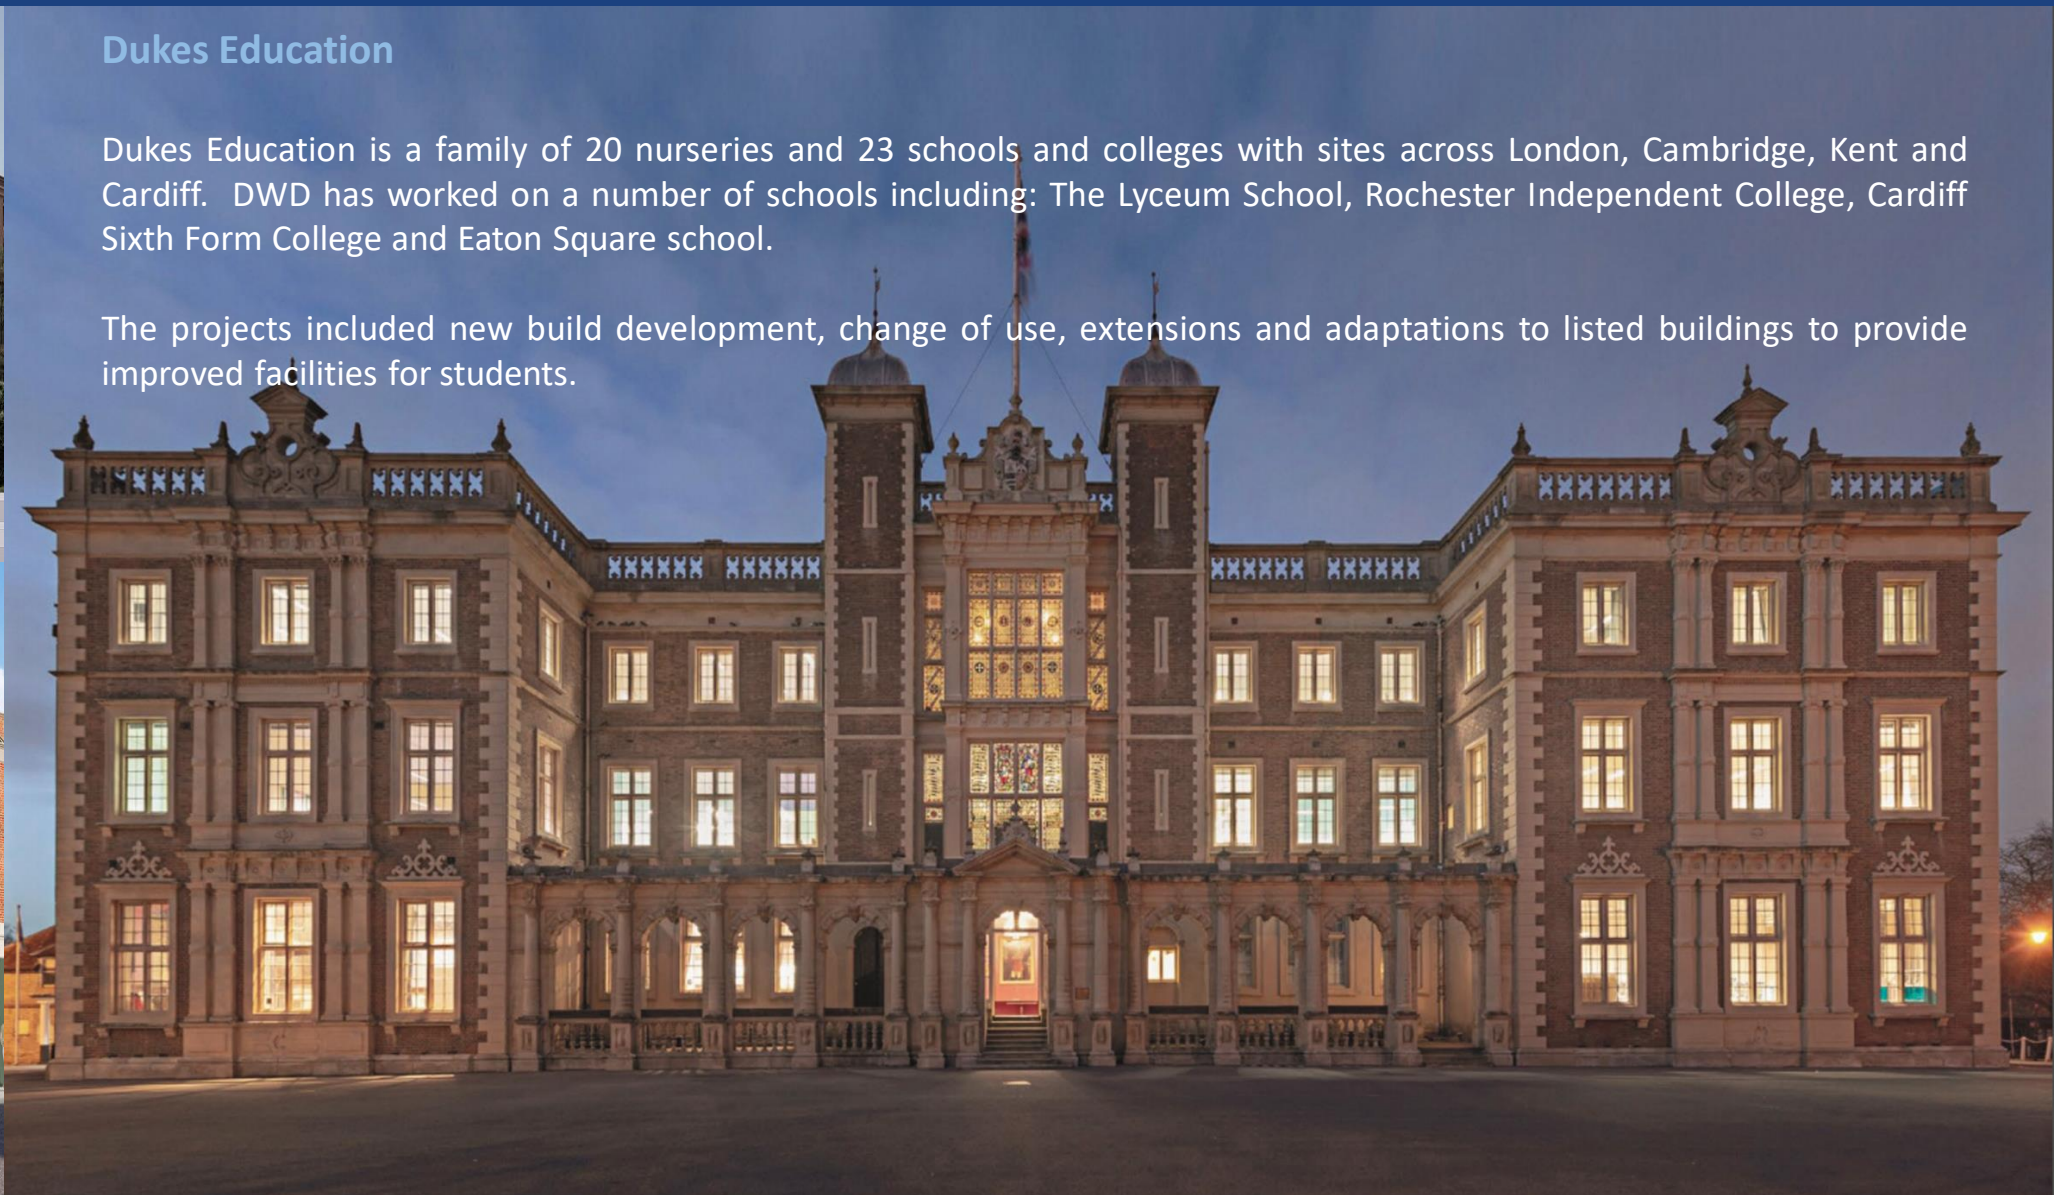 Dukes Education
Dukes Education is a family of 20 nurseries and 23 schools and colleges with sites across London, Cambridge, Kent and
Cardiff.  DWD has worked on a number of schools including: The Lyceum School, Rochester Independent College, Cardiff
Sixth Form College and Eaton Square school.
The projects included new build development, change of use, extensions and adaptations to listed buildings to provide
improved facilities for students.